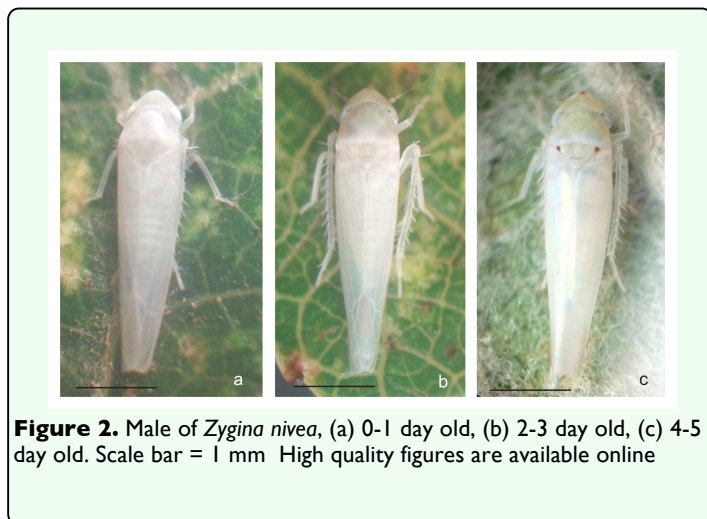 a b c
Figure 2. Male of Zygina nivea, (a) 0-1 day old, (b) 2-3 day old, (c) 4-5
day old. Scale bar = 1 mm High quality figures are available online